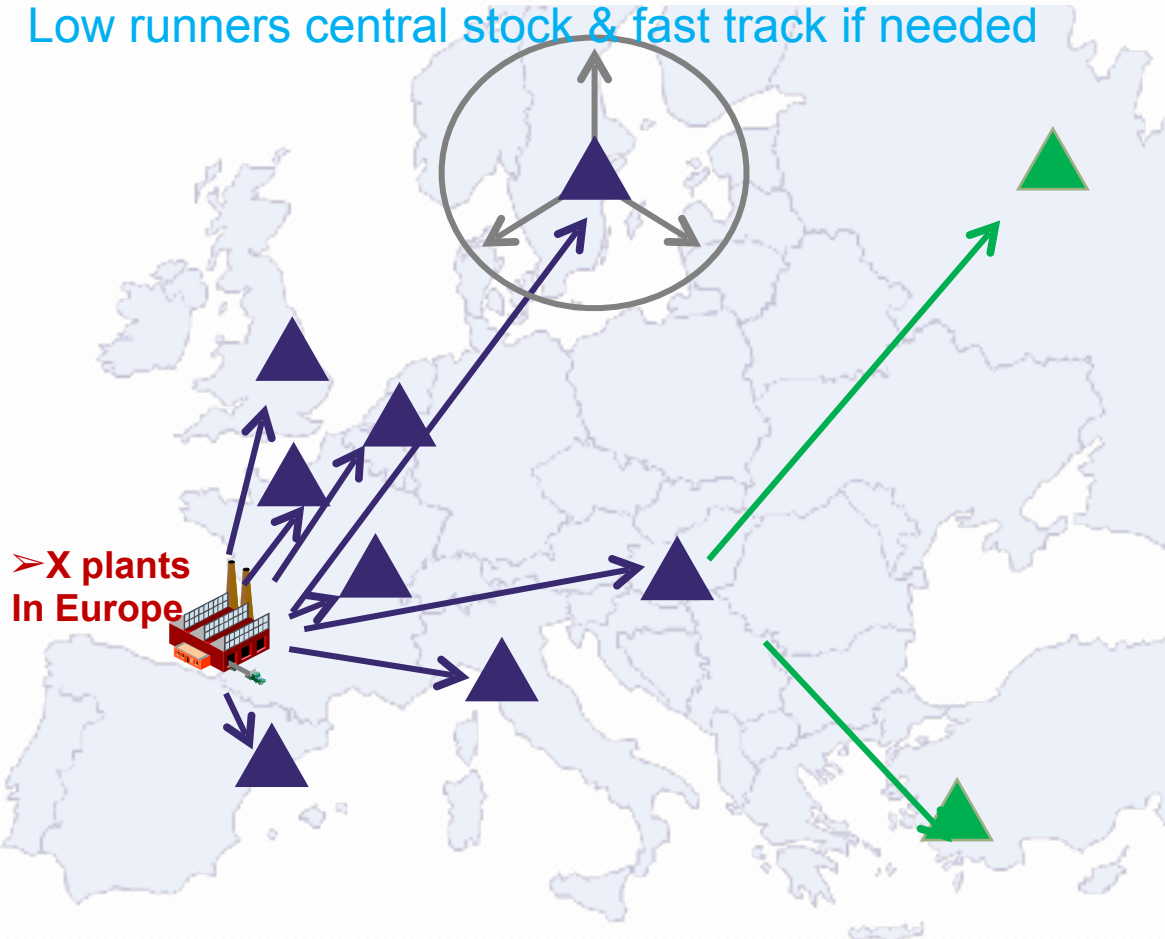 Low runners central stock & fast track if needed
➢X plants
In Europe